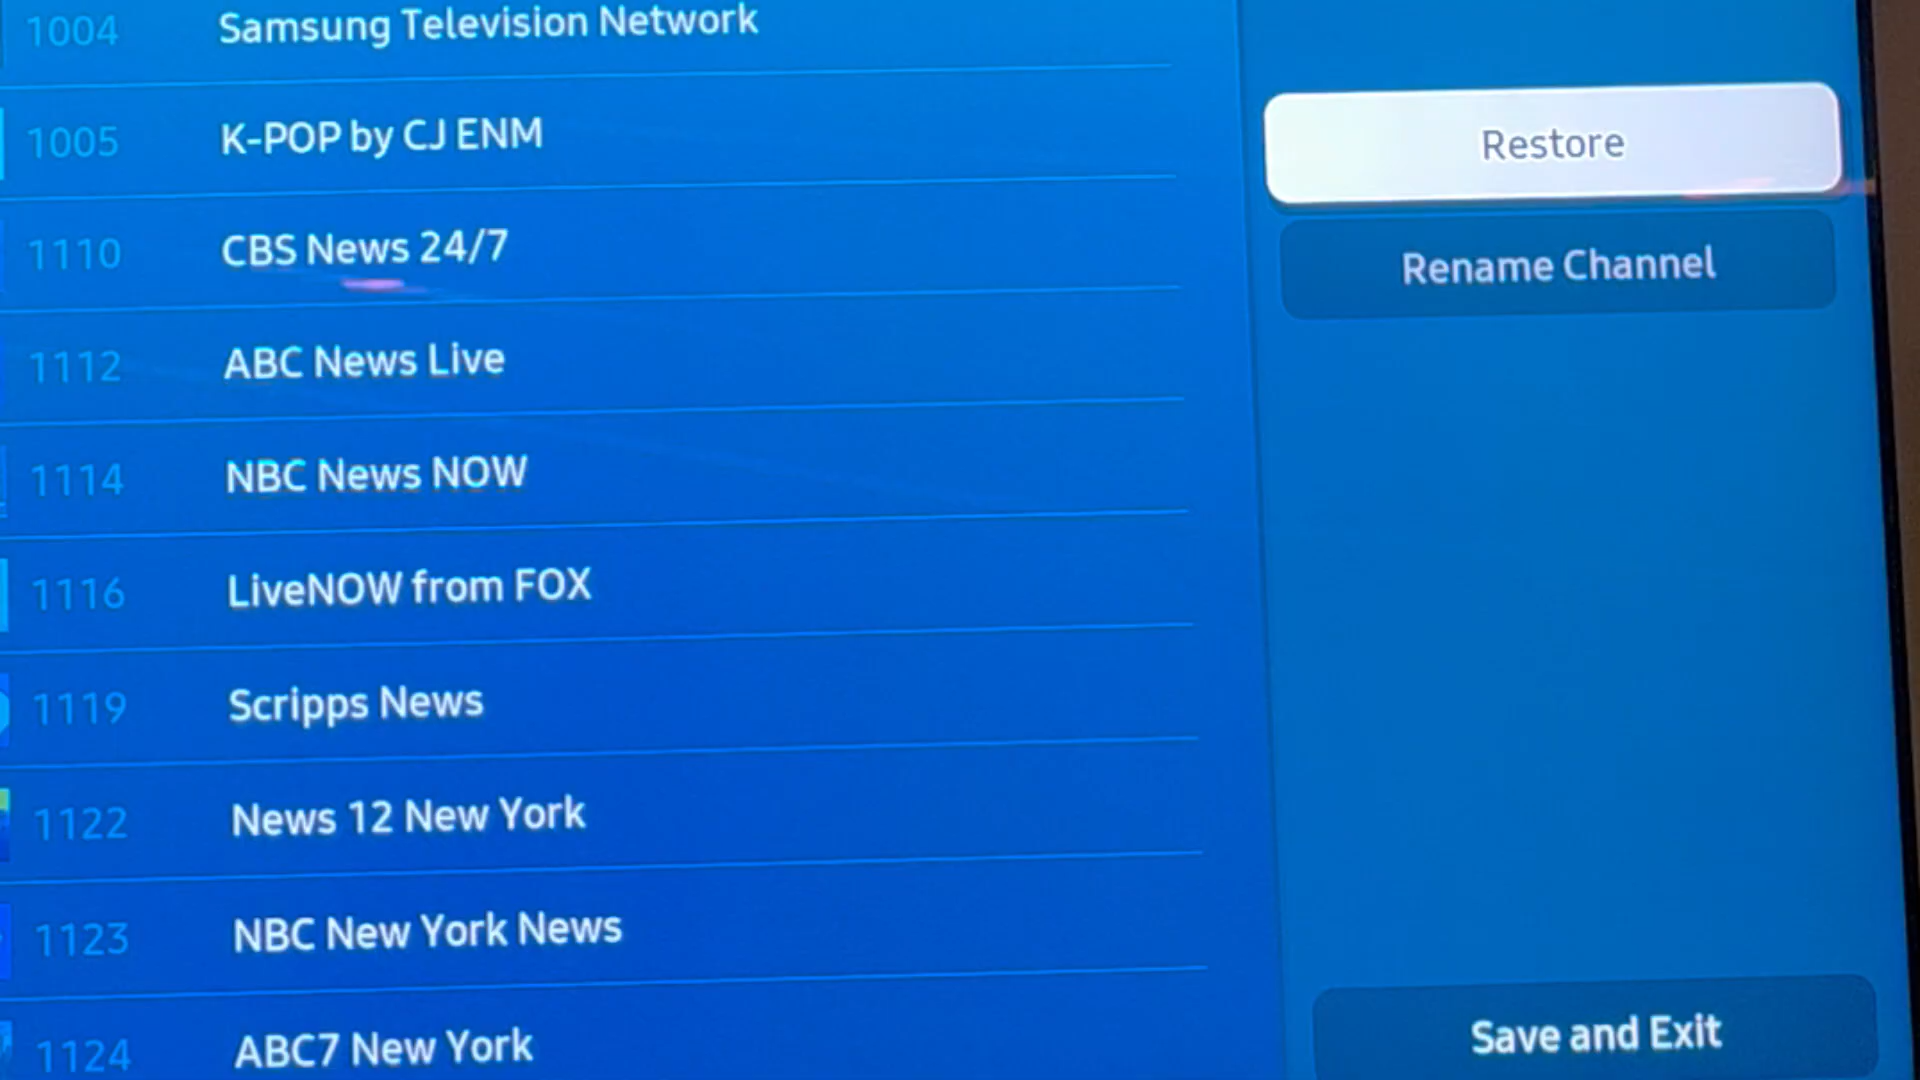 1004 Samsung Television Network
1005 K-POP by CJ ENM
1110 CBS News 24/7
1112 ABC News Live
1114 NBC News NOW
1116 LiveNOW from FOX
1119 Scripps News
1122 News 12 New York
1123 NBC New York News
1124 ABC7 New York
Restore
Rename Channel
Save and Exit